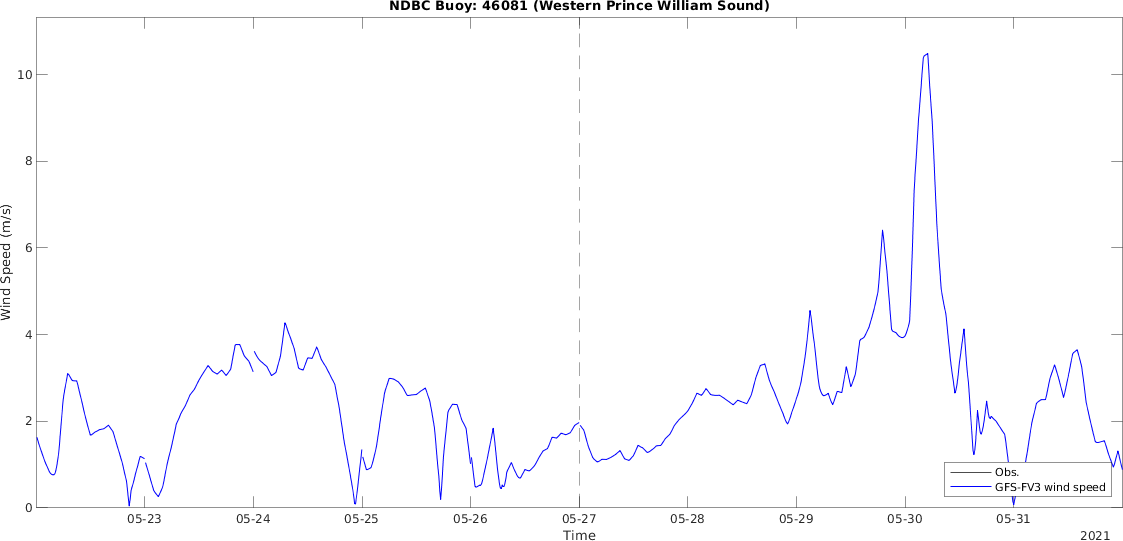 NDBC Buoy: 46081 (Western Prince William Sound)
Wind Speed (m/s)
10
8
6
4
2
0
05-23 05-24 05-25 05-26 05-27 05-28 05-29 05-30 05-31
Time
2021
Obs.
GFS-FV3 wind speed